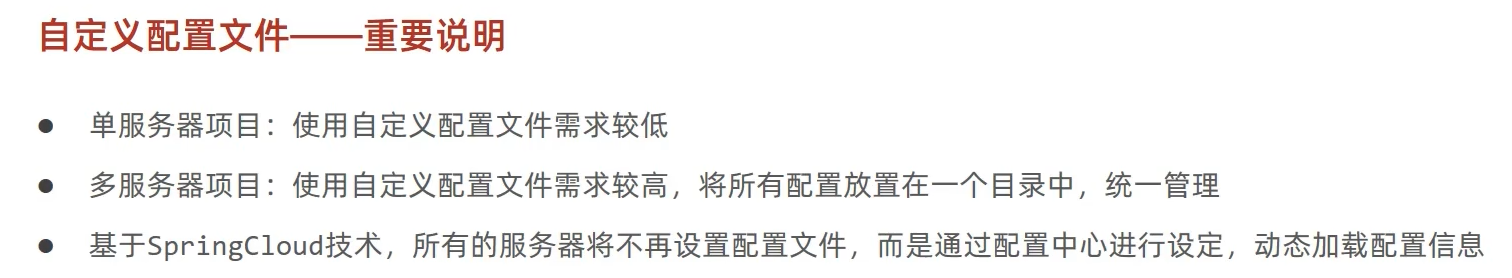 自定义配置文件——重要说明
● 单服务器项目：使用自定义配置文件需求较低
● 多服务器项目：使用自定义配置文件需求较高，将所有配置放置在一个目录中，统一管理
● 基于SpringCloud技术，所有的服务器将不再设置配置文件，而是通过配置中心进行设定，动态加载配置信息